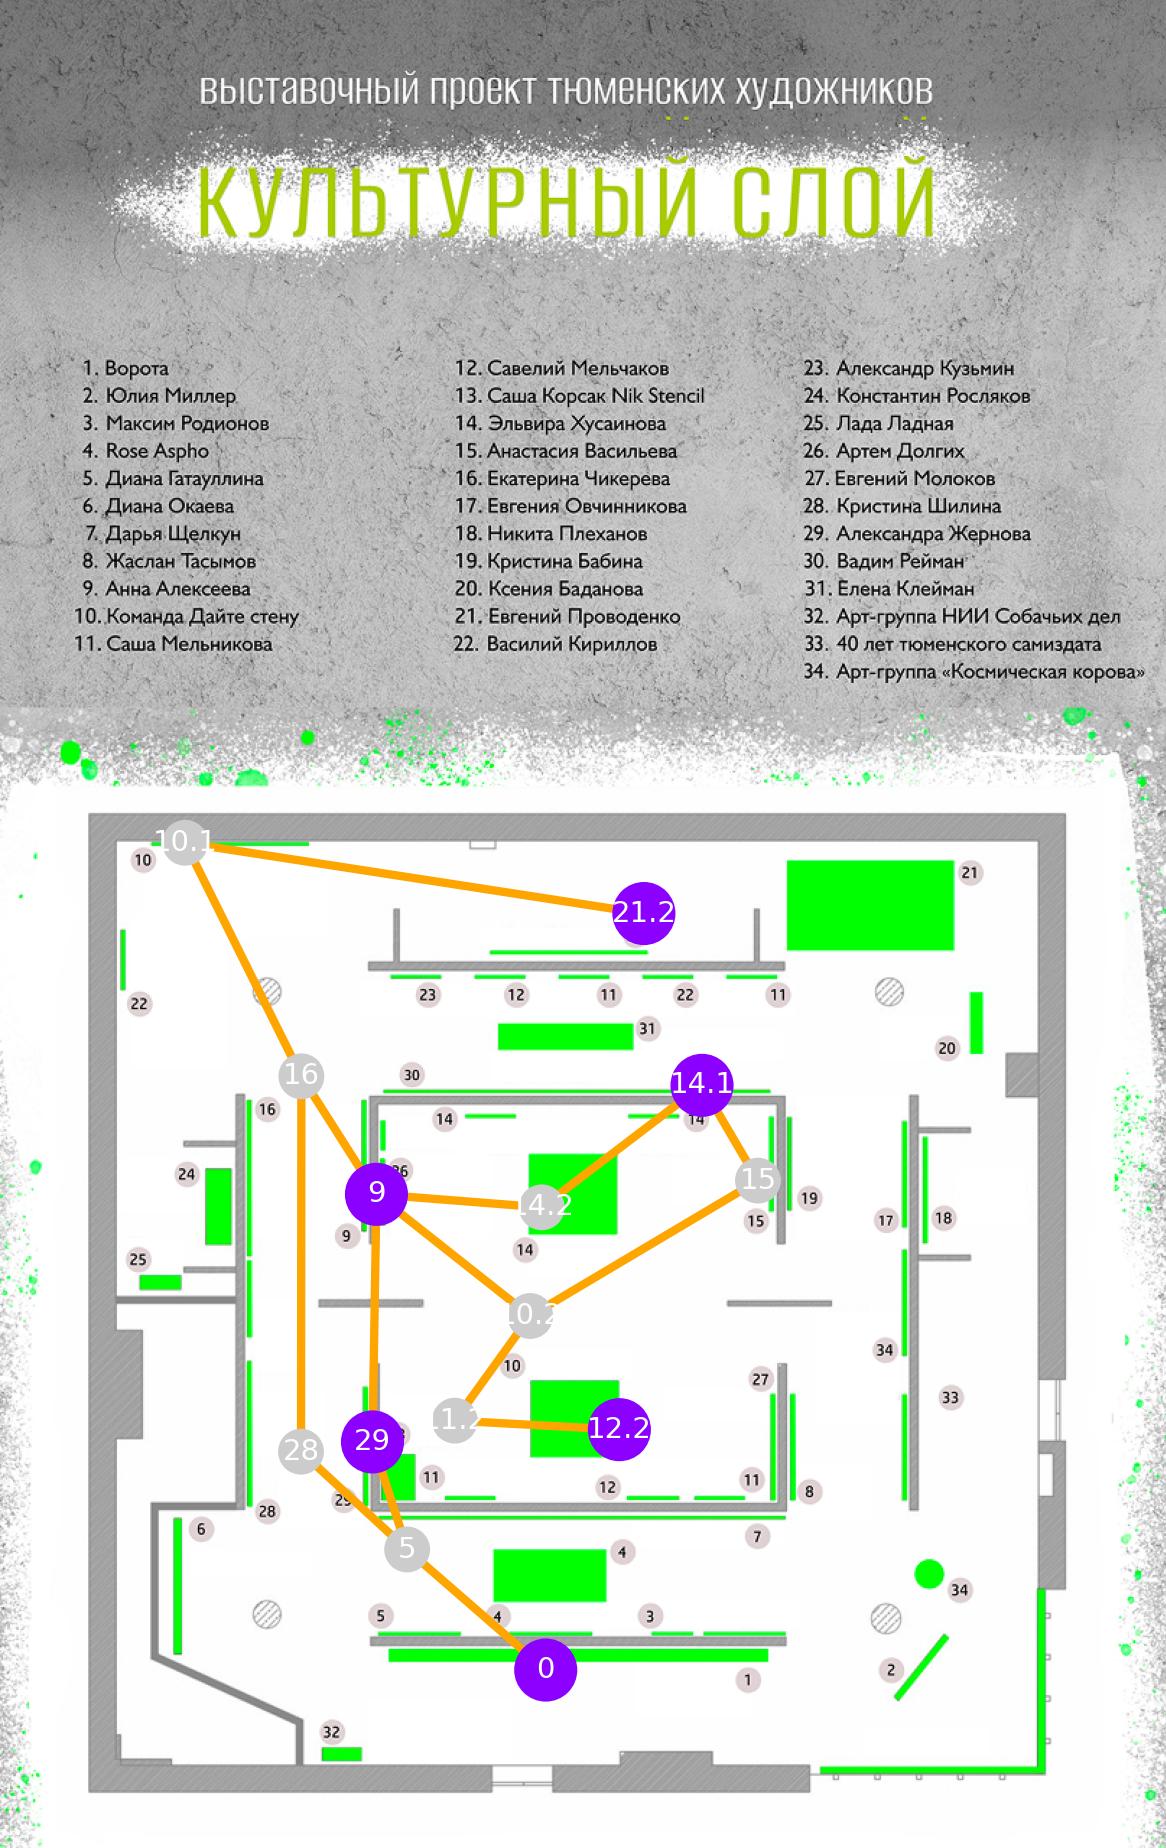 выставочный проект тюменских художников
КУЛЬТУРНЫЙ СЛОЙ
1. Ворота
2. Юлия Миллер
3. Максим Родионов
4. Rose Aspho
5. Диана Гатауллина
6. Диана Окаева
7. Дарья Щелкун
8. Жаслан Тасымов
9. Анна Алексеева
10. Команда Дайте стену
11. Саша Мельникова
12. Савелий Мельчаков
13. Саша Корсак Nik Stencil
14. Эльвира Хусаинова
15. Анастасия Васильева
16. Екатерина Чикерева
17. Евгения Овчинникова
18. Никита Плеханов
19. Кристина Бабина
20. Ксения Баданова
21. Евгений Проводенко
22. Василий Кириллов
23. Александр Кузьмин
24. Константин Росляков
25. Лада Ладная
26. Артем Долгих
27. Евгений Молоков
28. Кристина Шилина
29. Александра Жернова
30. Вадим Рейман
31. Елена Клейман
32. Арт-группа НИИ Собачьих дел
33. 40 лет тюменского самиздата
34. Арт-группа «Космическая корова»
10.1
10
21
21.2
22
23
12
11
22
11
31
20
16
30
14.1
16
14
14
24
9
15
14.2
19
9
15
17
18
14
25
10
34
27
33
12.2
29
28
11
12
11
8
28
6
7
5
4
34
5
4
3
0
2
1
32